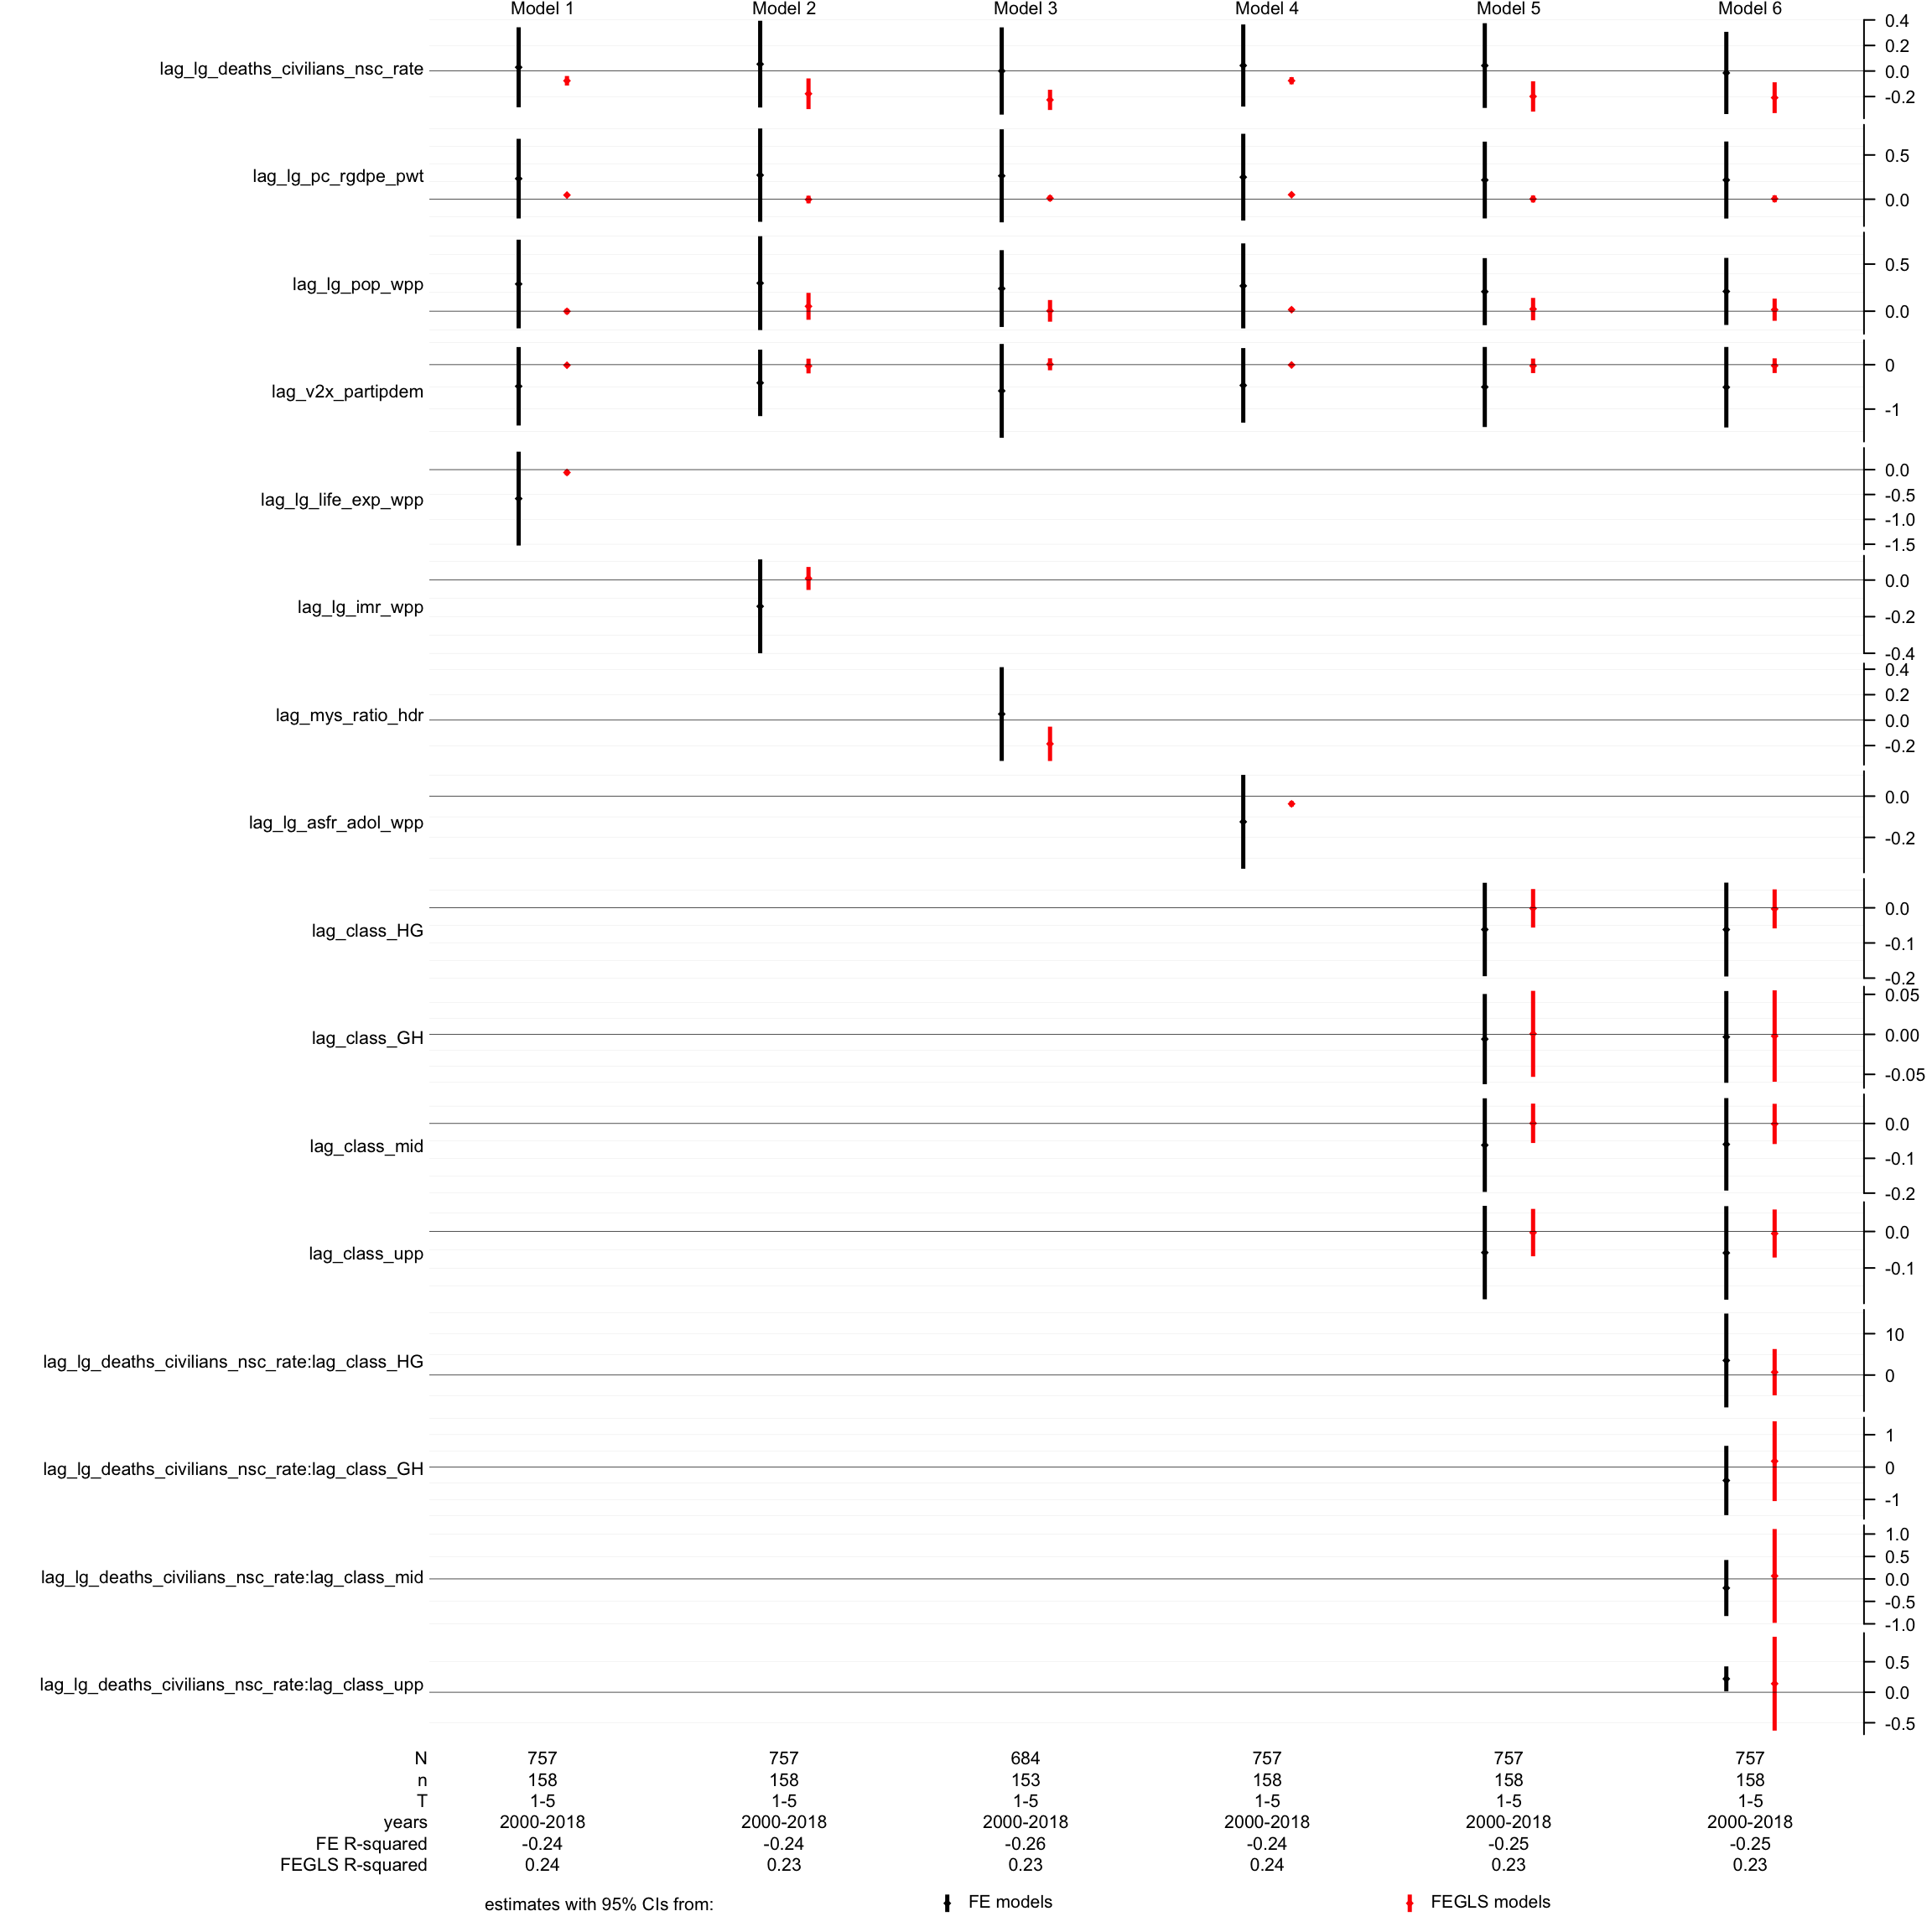 Model 1 Model 2 Model 3 Model 4 Model 5 Model 6
0.4
0.2
lag_lg_deaths_civilians_nsc_rate 0.0
-0.2
0.5
lag_lg_pc_rgdpe_pwt
0.0
0.5
lag_lg_pop_wpp
0.0
0
lag_v2x_partipdem
-1
0.0
lag_lg_life_exp_wpp -0.5
-1.0
-1.5
0.0
lag_lg_imr_wpp
-0.2
-0.4
0.4
0.2
lag_mys_ratio_hdr 0.0
-0.2
0.0
lag_lg_asfr_adol_wpp
-0.2
0.0
lag_class_HG
-0.1
-0.2
0.05
lag_class_GH 0.00
-0.05
0.0
lag_class_mid
-0.1
-0.2
0.0
lag_class_upp
-0.1
10
lag_lg_deaths_civilians_nsc_rate:lag_class_HG
0
1
lag_lg_deaths_civilians_nsc_rate:lag_class_GH 0
-1
1.0
0.5
lag_lg_deaths_civilians_nsc_rate:lag_class_mid 0.0
-0.5
-1.0
0.5
lag_lg_deaths_civilians_nsc_rate:lag_class_upp
0.0
-0.5
N 757 757 684 757 757 757
n 158 158 153 158 158 158
T 1-5 1-5 1-5 1-5 1-5 1-5
years 2000-2018 2000-2018 2000-2018 2000-2018 2000-2018 2000-2018
FE R-squared -0.24 -0.24 -0.26 -0.24 -0.25 -0.25
FEGLS R-squared 0.24 0.23 0.23 0.24 0.23 0.23
estimates with 95% CIs from: FE models FEGLS models